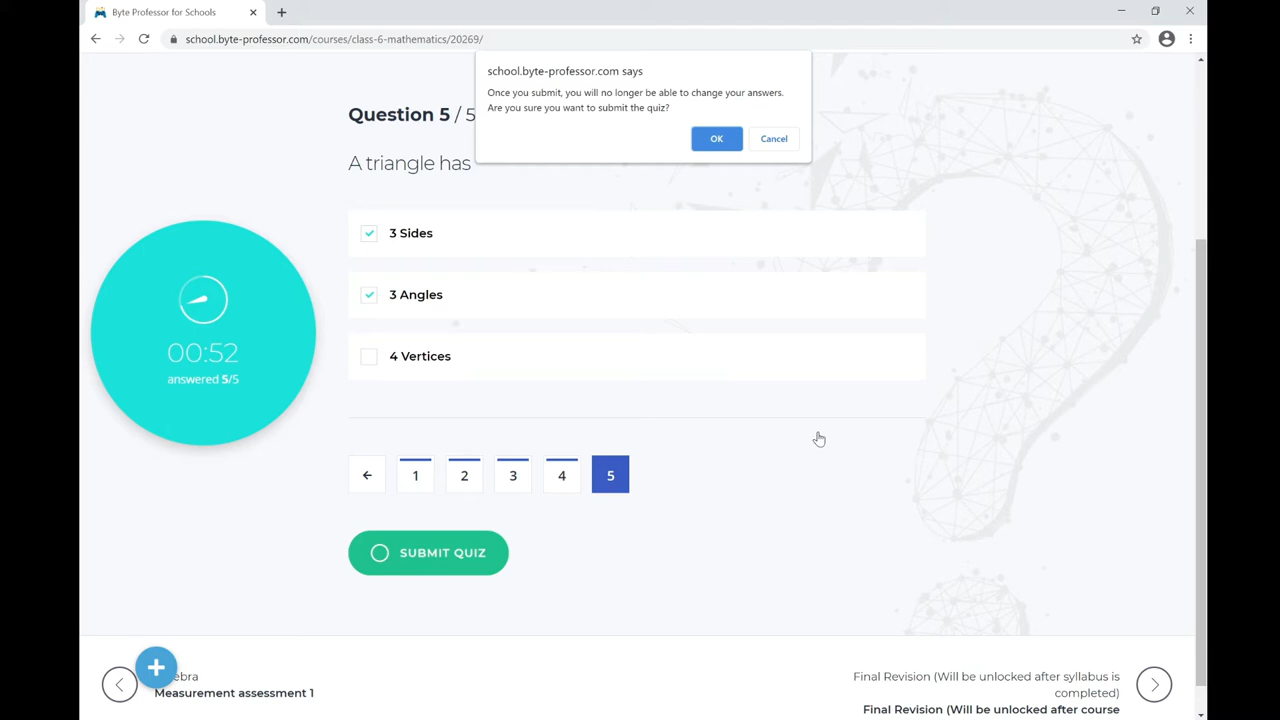 Byte Professor for Schools
school.byte-professor.com/courses/class-6-mathematics/20269/
school.byte-professor.com says
Once you submit, you will no longer be able to change your answers.
Are you sure you want to submit the quiz?
OK
Cancel
Question 5 / 5
A triangle has
3 Sides
3 Angles
4 Vertices
00:52
answered 5/5
1
2
3
4
5
SUBMIT QUIZ
Measurement assessment 1
Final Revision (Will be unlocked after syllabus is
completed)
Final Revision (Will be unlocked after course